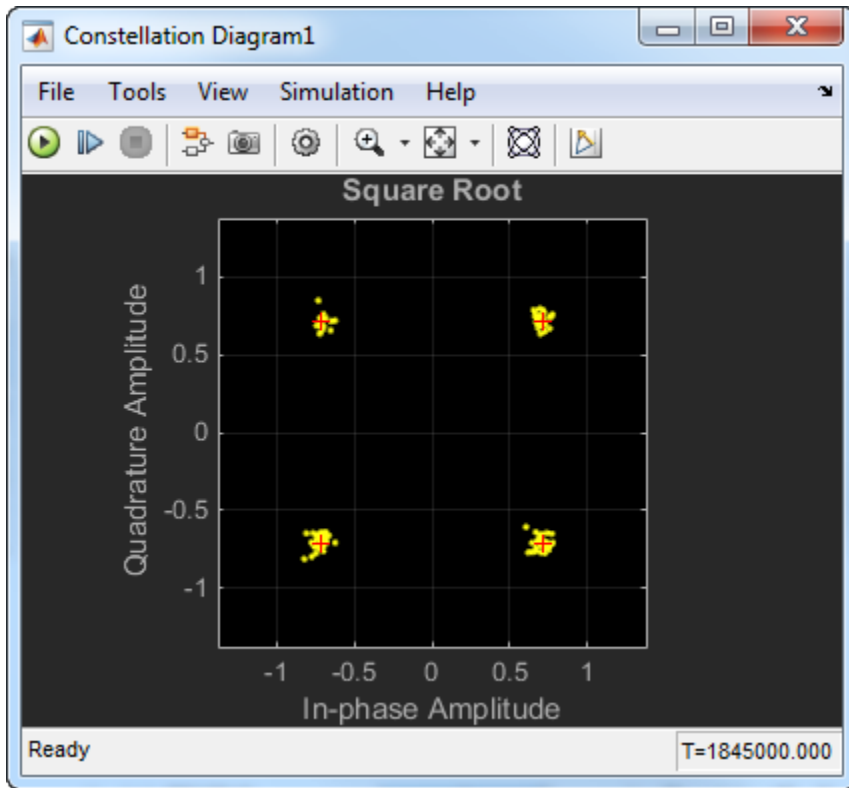 Constellation Diagram1
File Tools View Simulation Help
Square Root
Quadrature Amplitude
1
0.5
0
-0.5
-1
-1 -0.5 0 0.5 1
In-phase Amplitude
Ready T=1845000.000